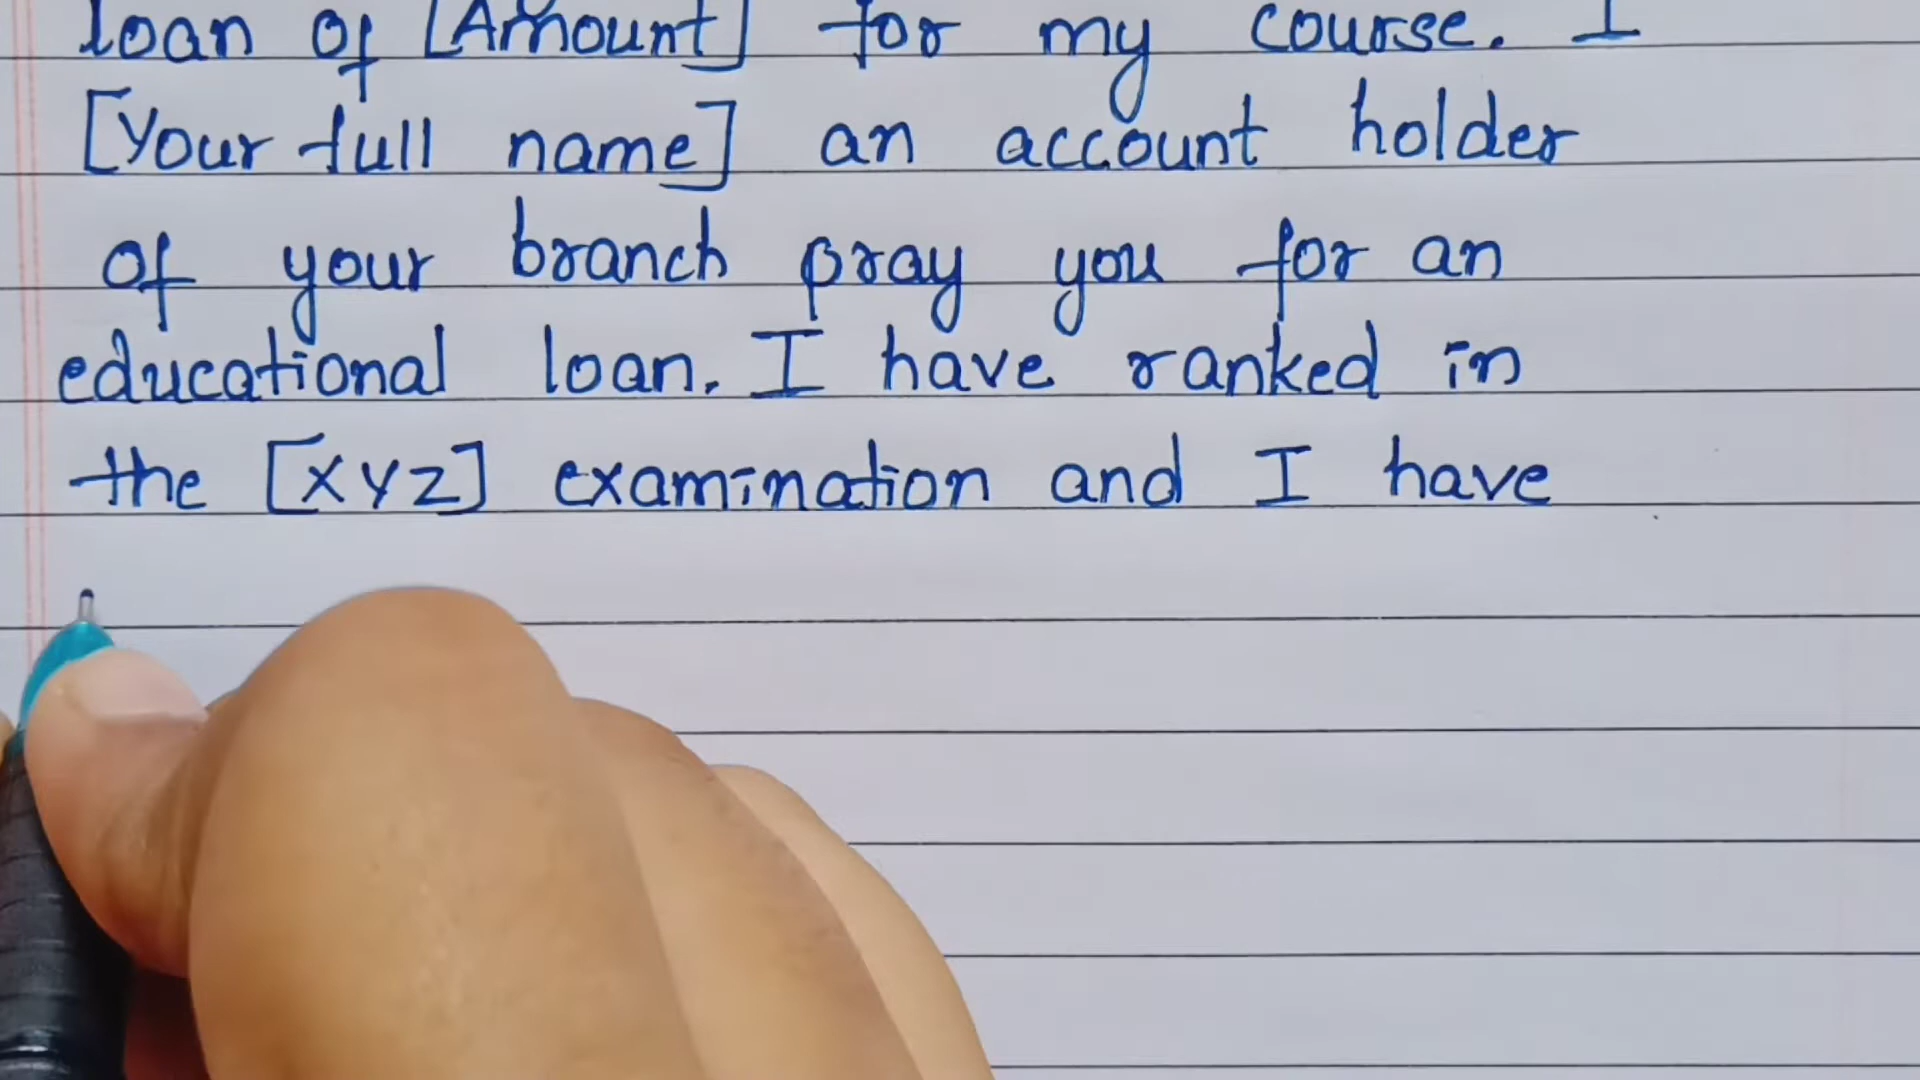 loan of [Amount] for my course. I
[Your full name] an account holder
of your branch pray you for an
educational loan. I have ranked in
the [XYZ] examination and I have